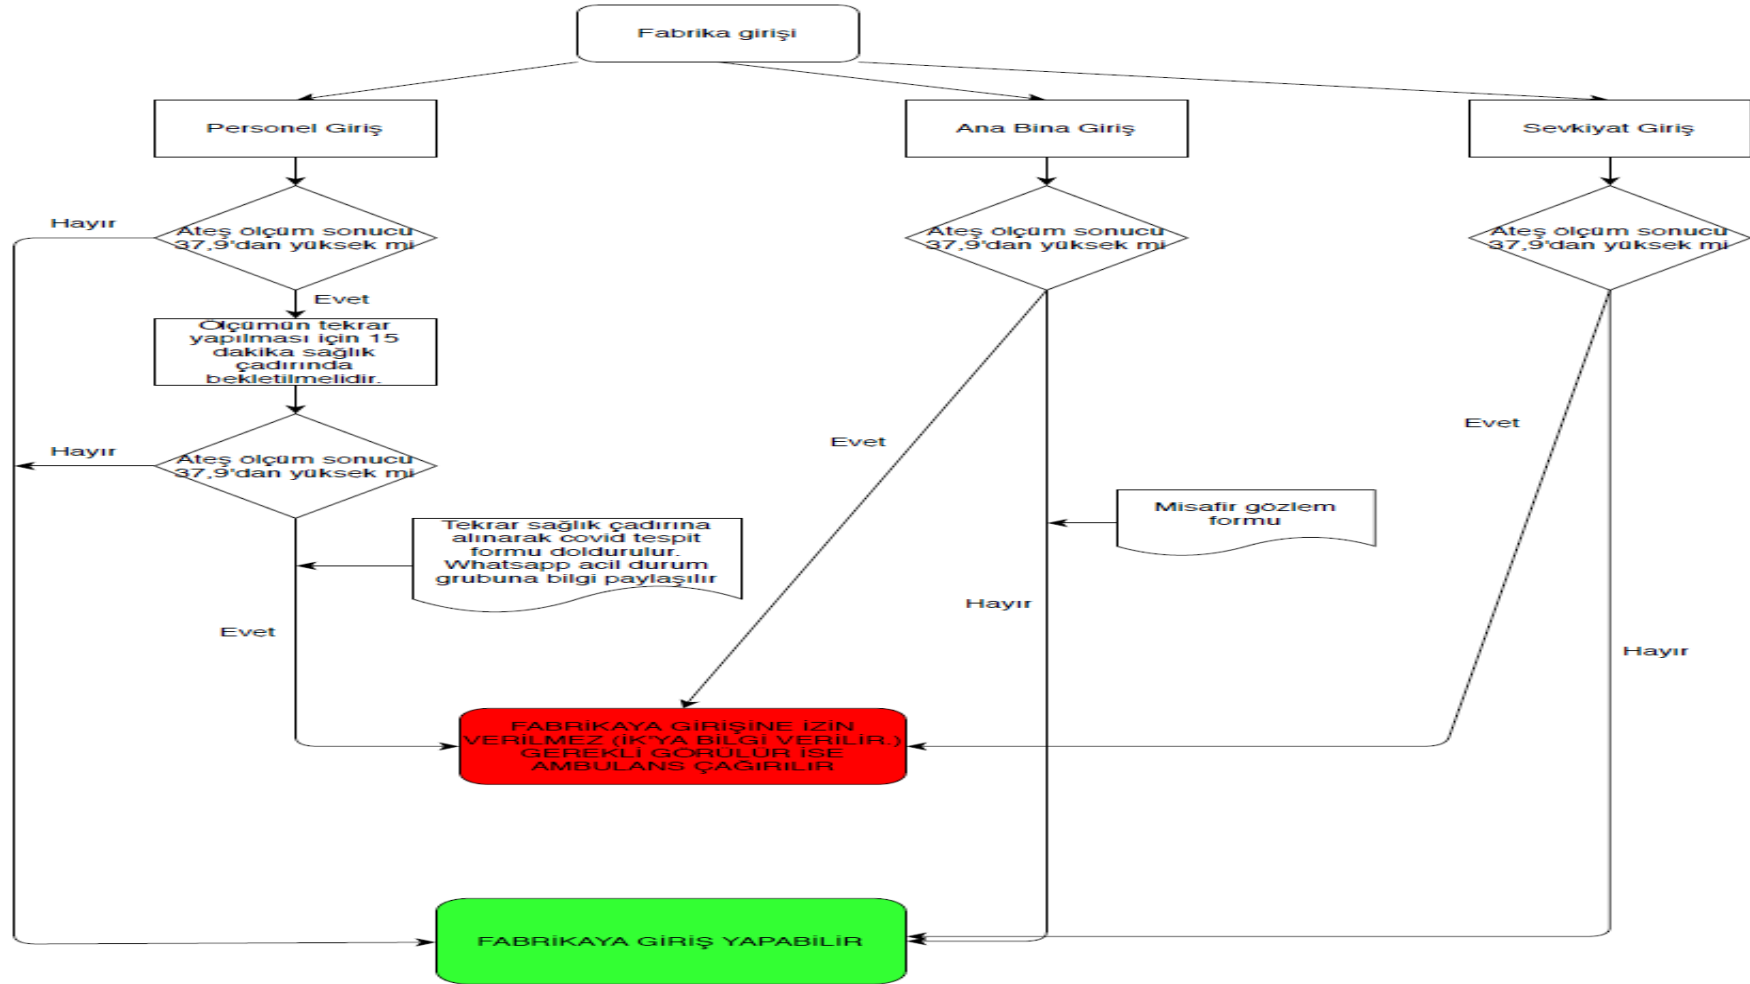 Fabrika girişi
Personel Giriş
Ana Bina Giriş
Sevkiyat Giriş
Hayır
Ateş ölçüm sonucu
37,9'dan yüksek mi
Ateş ölçüm sonucu
37,9'dan yüksek mi
Ateş ölçüm sonucu
37,9'dan yüksek mi
Evet
Ölçümün tekrar
yapılması için 15
dakika sağlık
çadırında
bekletilmelidir.
Hayır
Ateş ölçüm sonucu
37,9'dan yüksek mi
Evet
Evet
Tekrar sağlık çadırına
alınarak covid tespit
formu doldurulur.
Whatsapp acil durum
grubuna bilgi paylaşılır
Misafir gözlem
formu
Evet
Hayır
Hayır
FABRİKAYA GİRİŞİNE İZİN
VERİLMEZ (İK'YA BİLGİ VERİLİR.)
GEREKLİ GÖRÜLÜR İSE
AMBULANS ÇAĞIRILIR
FABRİKAYA GİRİŞ YAPABİLİR